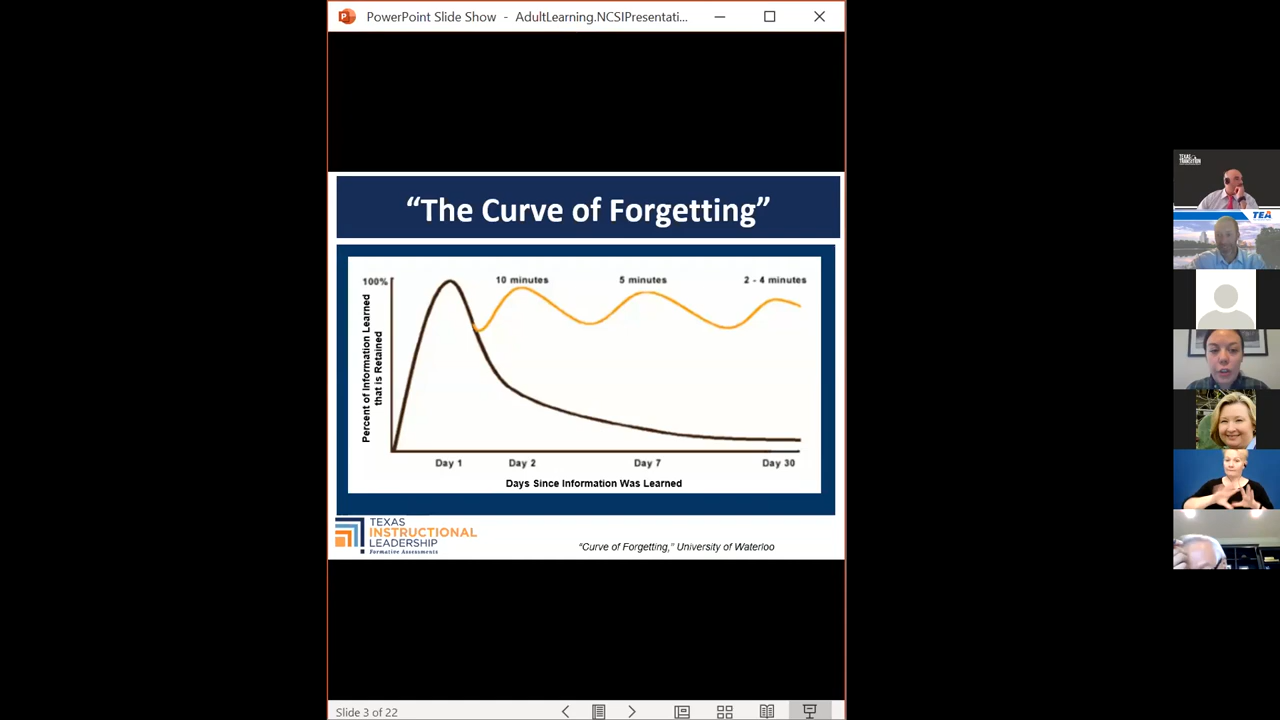 PowerPoint Slide Show - AdultLearning.NCSIPresentati...
“The Curve of Forgetting”
100%
10 minutes
5 minutes
2 - 4 minutes
Percent of Information Learned
that is Retained
Day 1
Day 2
Day 7
Day 30
Days Since Information Was Learned
TEXAS
INSTRUCTIONAL
LEADERSHIP
Formative Assessments
“Curve of Forgetting,” University of Waterloo
Slide 3 of 22
TEXAS
TRANSITION
TEA